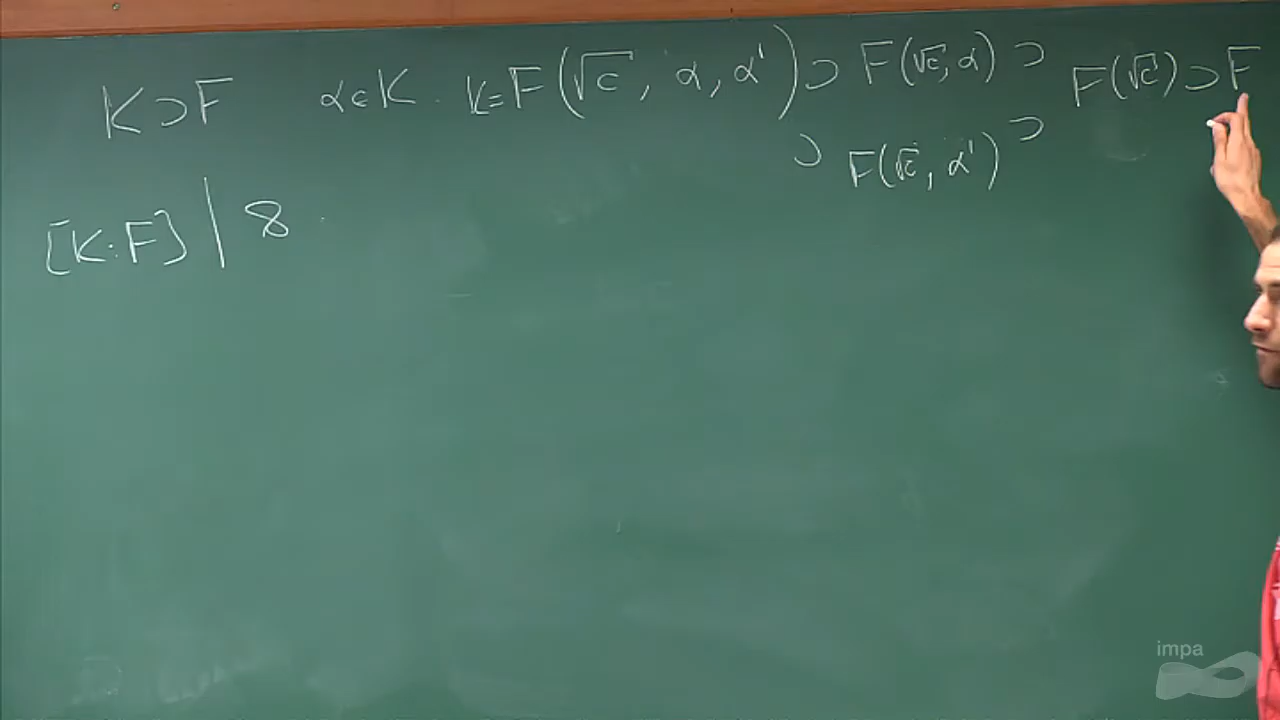 K ⊃ F α ∈ K. K = F(√c, α, α') ⊃ F(√c, α) ⊃ F(√c) ⊃ F
⊃ F(√c, α') ⊃
[K:F] | 8
impa